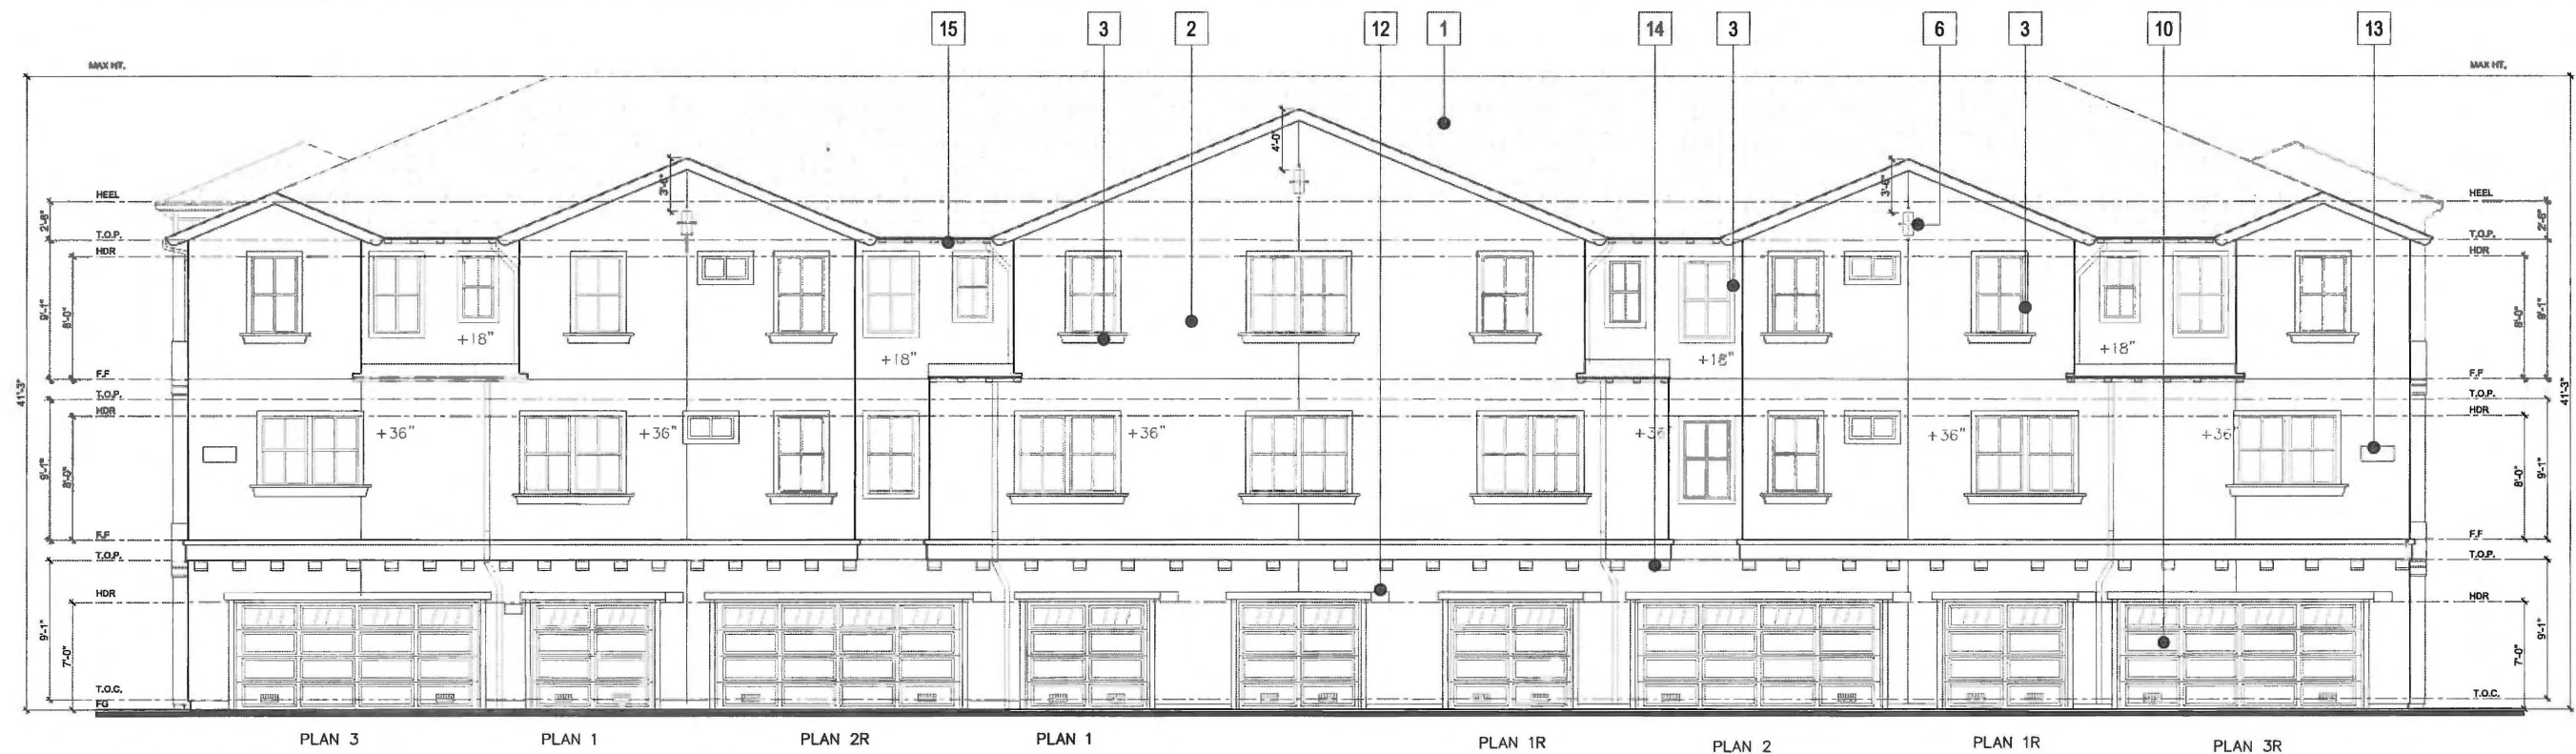 15 3 2 12 1 14 3 6 3 10 13
MAX HT. MAX HT.
4'-0"
3'-6" 3'-6"
HEEL HEEL
2'-6" 2'-6"
T.O.P. T.O.P.
HDR HDR
9'-1" 8'-0" 8'-0" 9'-1"
+18" +18" +18" +18"
F.F F.F
41'-3" 41'-3"
T.O.P. T.O.P.
HDR HDR
+36" +36" +36" +36" +36" +36"
9'-1" 8'-0" 8'-0" 9'-1"
F.F F.F
T.O.P. T.O.P.
HDR HDR
9'-1" 7'-0" 7'-0" 9'-1"
T.O.C. T.O.C.
FG
PLAN 3 PLAN 1 PLAN 2R PLAN 1 PLAN 1R PLAN 2 PLAN 1R PLAN 3R